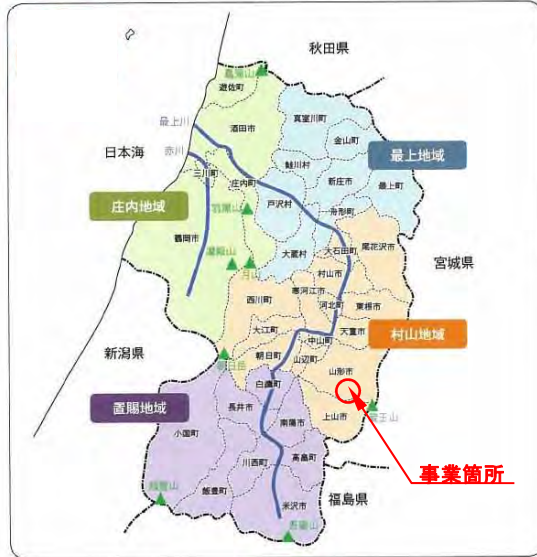 秋田県
鳥海山
遊佐町
真室川町
最上川
酒田市
金山町
赤川
日本海
鮭川村
最上地域
三川町
庄内町
新庄市
最上町
庄内地域
戸沢村
羽黒山
舟形町
鶴岡市
大蔵村
大石田町
尾花沢市
湯殿山
月山
村山市
宮城県
西川町
寒河江市
河北町
東根市
大江町
天童市
村山地域
中山町
新潟県
朝日町
山辺町
朝日岳
山形市
白鷹町
置賜地域
長井市
上山市
蔵王山
南陽市
小国町
高畠町
川西町
事業箇所
飯豊町
飯豊山
米沢市
福島県
吾妻山